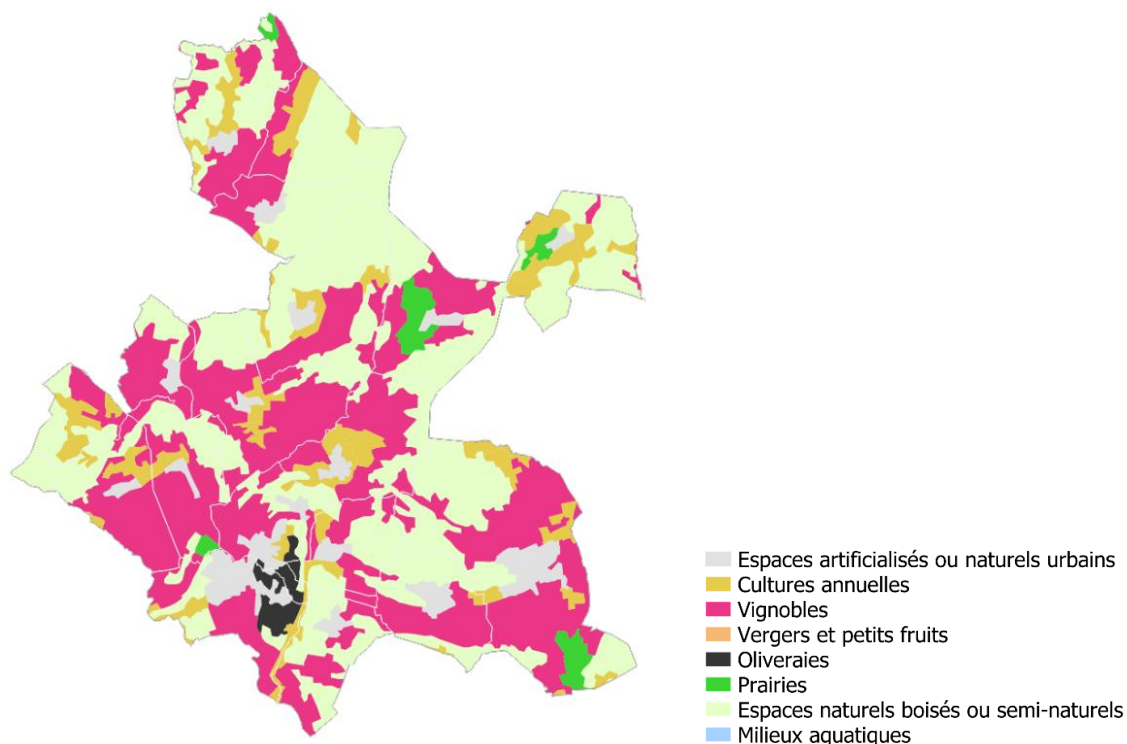 Espaces artificialisés ou naturels urbains
Cultures annuelles
Vignobles
Vergers et petits fruits
Oliveraies
Prairies
Espaces naturels boisés ou semi-naturels
Milieux aquatiques